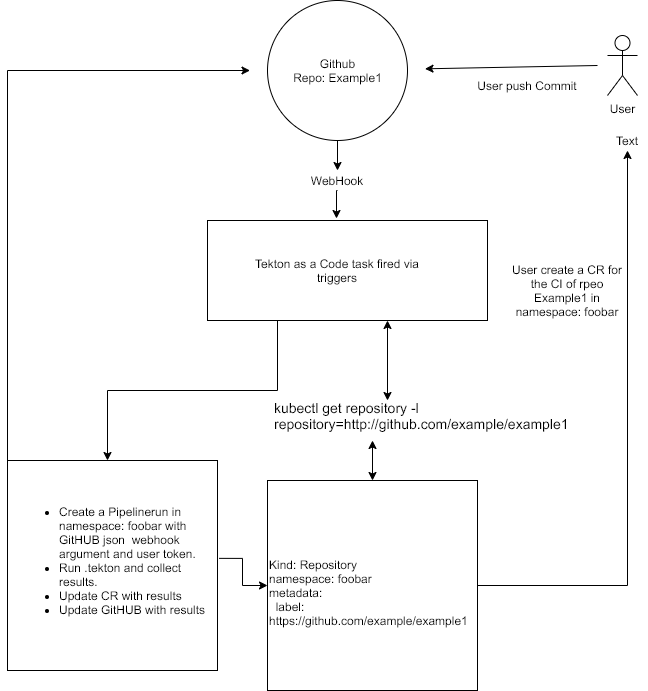 Github
Repo: Example1
User push Commit
User
Text
WebHook
Tekton as a Code task fired via
triggers
User create a CR for
the CI of rpeo
Example1 in
namespace: foobar
kubectl get repository -l
repository=http://github.com/example/example1
• Create a Pipelinerun in
namespace: foobar with
GitHUB json webhook
argument and user token.
• Run .tekton and collect
results.
• Update CR with results
• Update GitHUB with results
Kind: Repository
namespace: foobar
metadata:
label:
https://github.com/example/example1